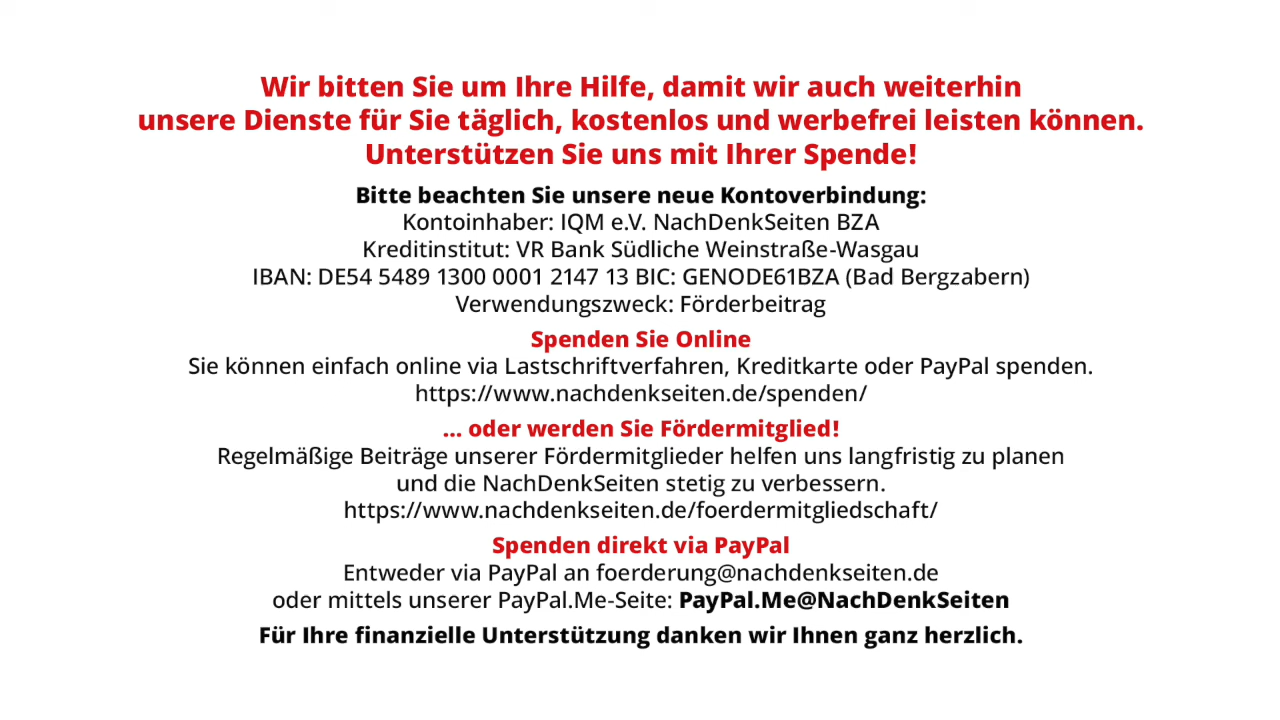 Wir bitten Sie um Ihre Hilfe, damit wir auch weiterhin
unsere Dienste für Sie täglich, kostenlos und werbefrei leisten können.
Unterstützen Sie uns mit Ihrer Spende!
Bitte beachten Sie unsere neue Kontoverbindung:
Kontoinhaber: IQM e.V. NachDenkSeiten BZA
Kreditinstitut: VR Bank Südliche Weinstraße-Wasgau
IBAN: DE54 5489 1300 0001 2147 13 BIC: GENODE61BZA (Bad Bergzabern)
Verwendungszweck: Förderbeitrag
Spenden Sie Online
Sie können einfach online via Lastschriftverfahren, Kreditkarte oder PayPal spenden.
https://www.nachdenkseiten.de/spenden/
... oder werden Sie Fördermitglied!
Regelmäßige Beiträge unserer Fördermitglieder helfen uns langfristig zu planen
und die NachDenkSeiten stetig zu verbessern.
https://www.nachdenkseiten.de/foerdermitgliedschaft/
Spenden direkt via PayPal
Entweder via PayPal an foerderung@nachdenkseiten.de
oder mittels unserer PayPal.Me-Seite: PayPal.Me@NachDenkSeiten
Für Ihre finanzielle Unterstützung danken wir Ihnen ganz herzlich.